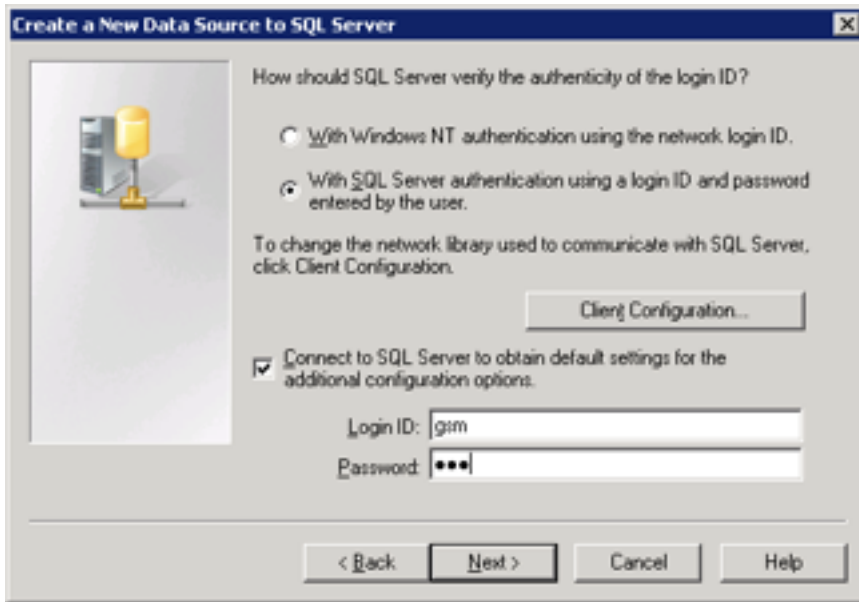 Create a New Data Source to SQL Server
How should SQL Server verify the authenticity of the login ID?
With Windows NT authentication using the network login ID.
With SQL Server authentication using a login ID and password
entered by the user.
To change the network library used to communicate with SQL Server,
click Client Configuration.
Client Configuration...
Connect to SQL Server to obtain default settings for the
additional configuration options.
Login ID: gsm
Password: •••
< Back Next > Cancel Help